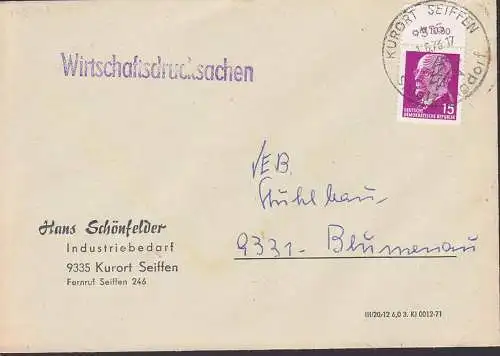 KURORT SEIFFEN
Wirtschaftsdrucksachen
15
DEUTSCHE
DEMOKRATISCHE REPUBLIK
VEB.
Stuhlbau
9331 - Blumenau
Hans Schönfelder
Industriebedarf
9335 Kurort Seiffen
Fernruf Seiffen 246
III/20-12 6,0 3. KJ 0012-71